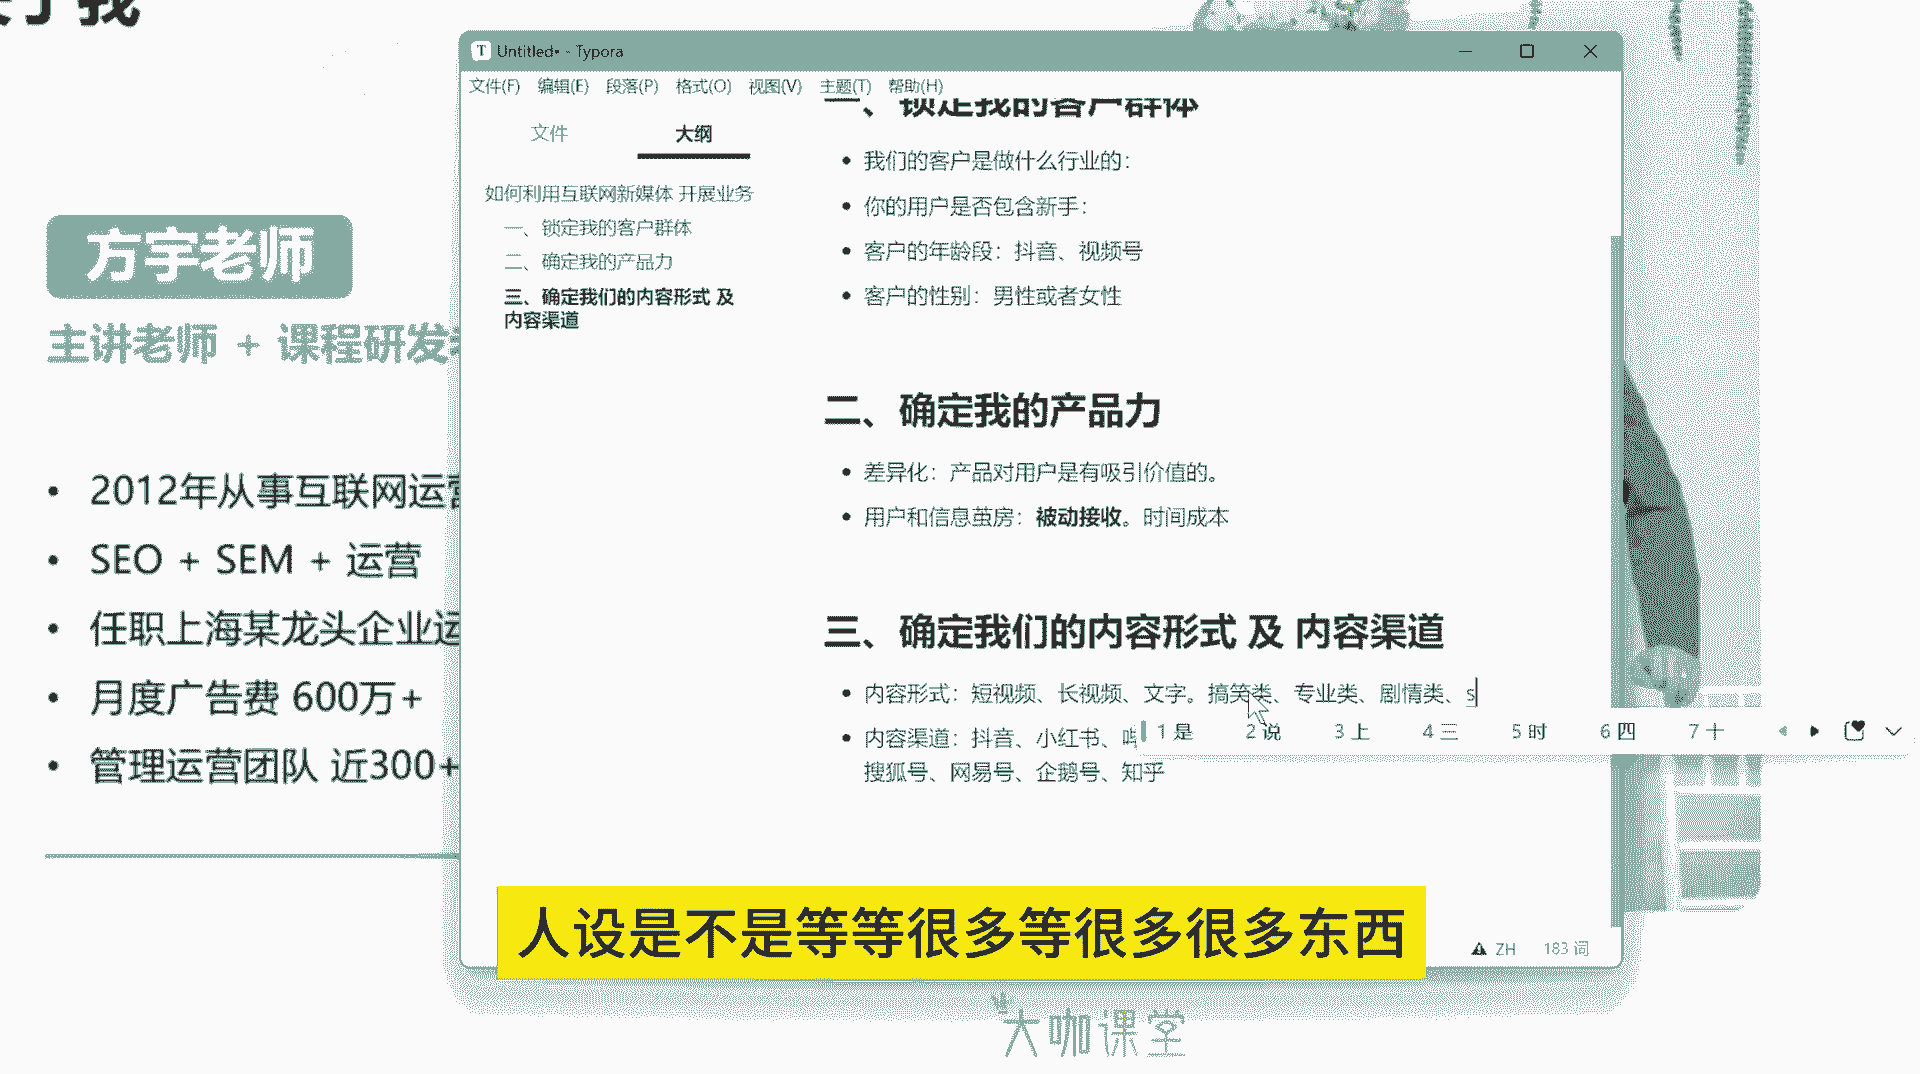 Untitled• - Typora
文件(F) 编辑(E) 段落(P) 格式(O) 视图(V) 主题(T) 帮助(H)
文件 大纲
如何利用互联网新媒体 开展业务
一、锁定我的客户群体
二、确定我的产品力
三、确定我们的内容形式 及
内容渠道
一、锁定我的客户群体
我们的客户是做什么行业的：
你的用户是否包含新手：
客户的年龄段：抖音、视频号
客户的性别：男性或者女性
二、确定我的产品力
差异化：产品对用户是有吸引价值的。
用户和信息茧房：被动接收。时间成本
三、确定我们的内容形式 及 内容渠道
内容形式：短视频、长视频、文字。搞笑类、专业类、剧情类、s
1 是 2 说 3 上 4 三 5 时 6 四 7 十
内容渠道：抖音、小红书、
搜狐号、网易号、企鹅号、知乎
ZH 183 词
方宇老师
主讲老师 + 课程研发
2012年从事互联网运营
SEO + SEM + 运营
任职上海某龙头企业运
月度广告费 600万+
管理运营团队 近300+
人设是不是等等很多等很多很多东西
大咖课堂